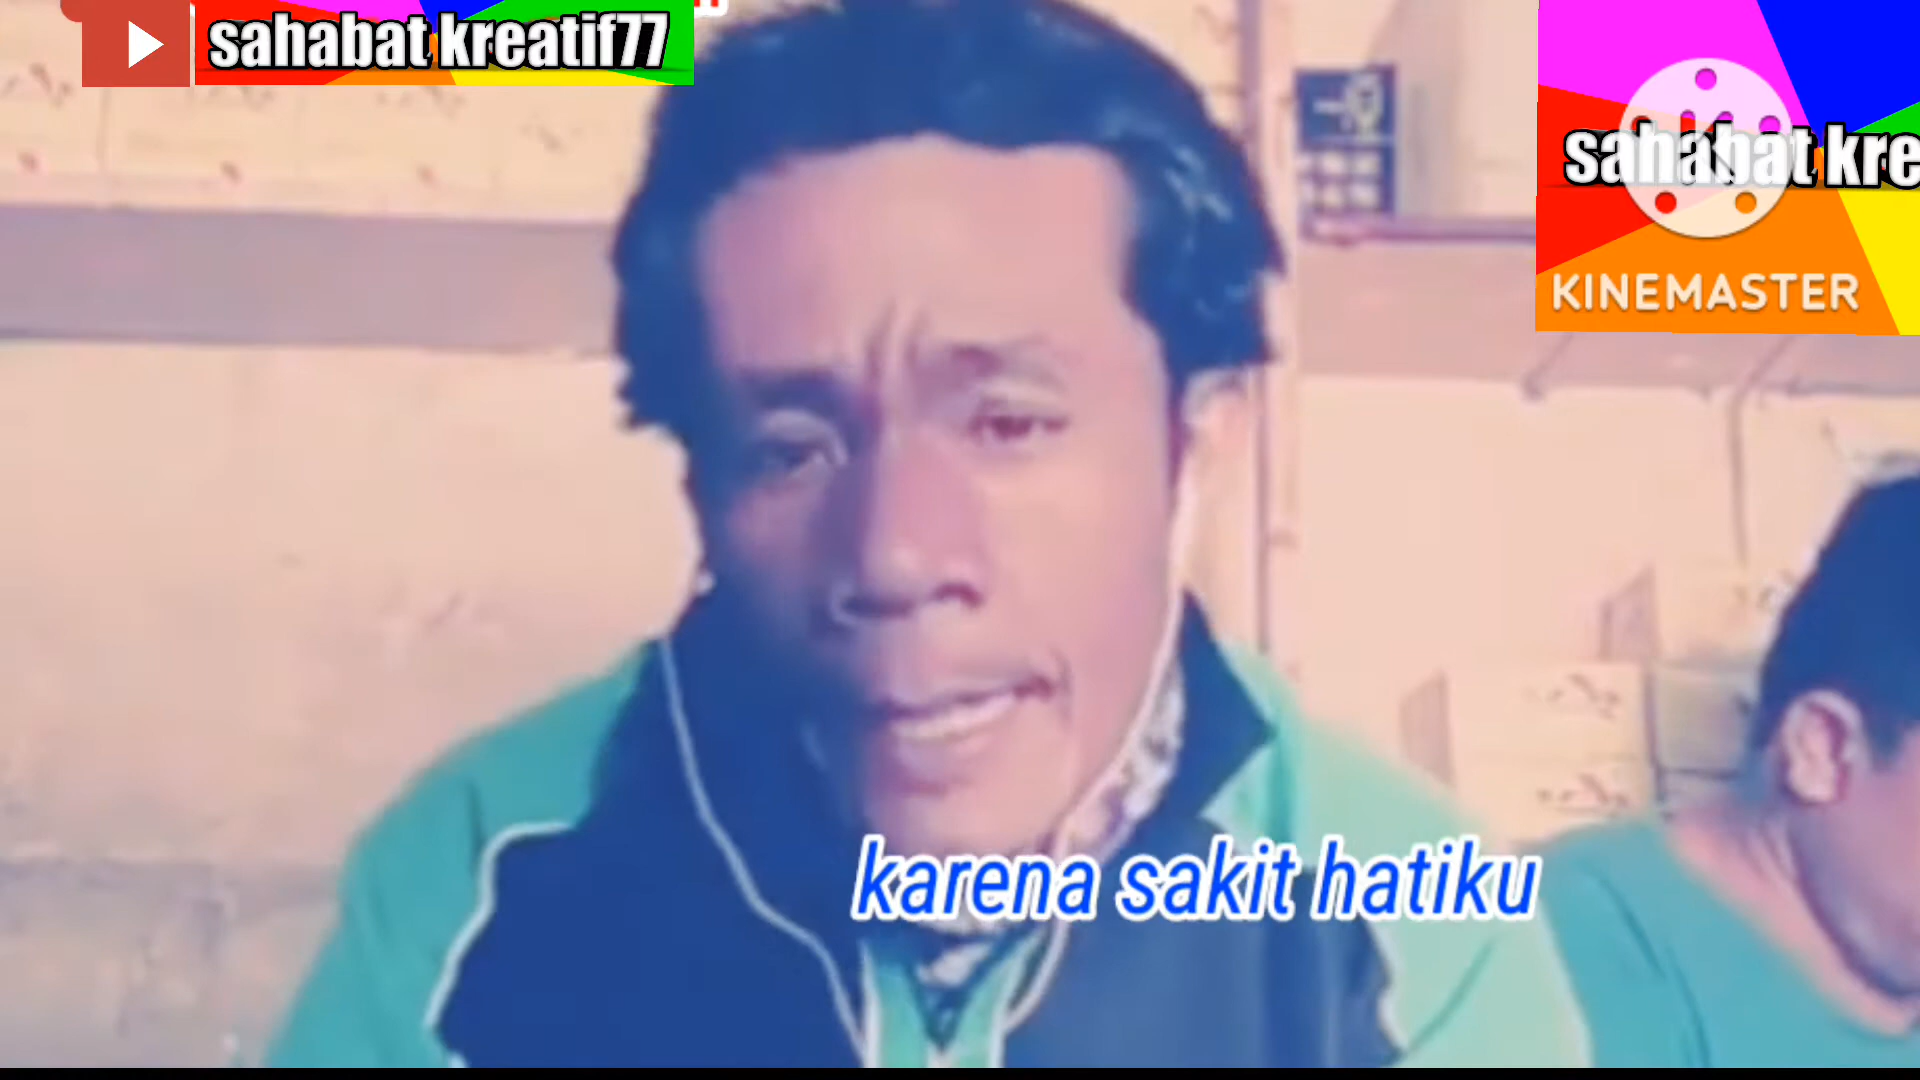 sahabat kreatif77
sahabat kre
KINEMASTER
karena sakit hatiku